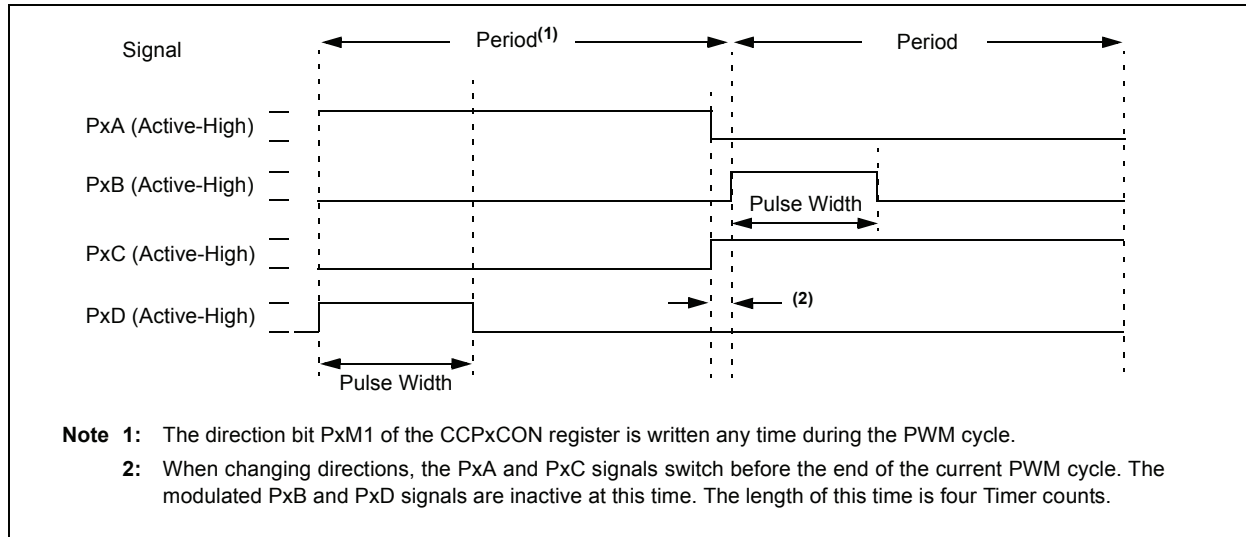 Signal
Period(1)
Period
PxA (Active-High)
PxB (Active-High)
Pulse Width
PxC (Active-High)
(2)
PxD (Active-High)
Pulse Width
Note 1: The direction bit PxM1 of the CCPxCON register is written any time during the PWM cycle.
2: When changing directions, the PxA and PxC signals switch before the end of the current PWM cycle. The
modulated PxB and PxD signals are inactive at this time. The length of this time is four Timer counts.